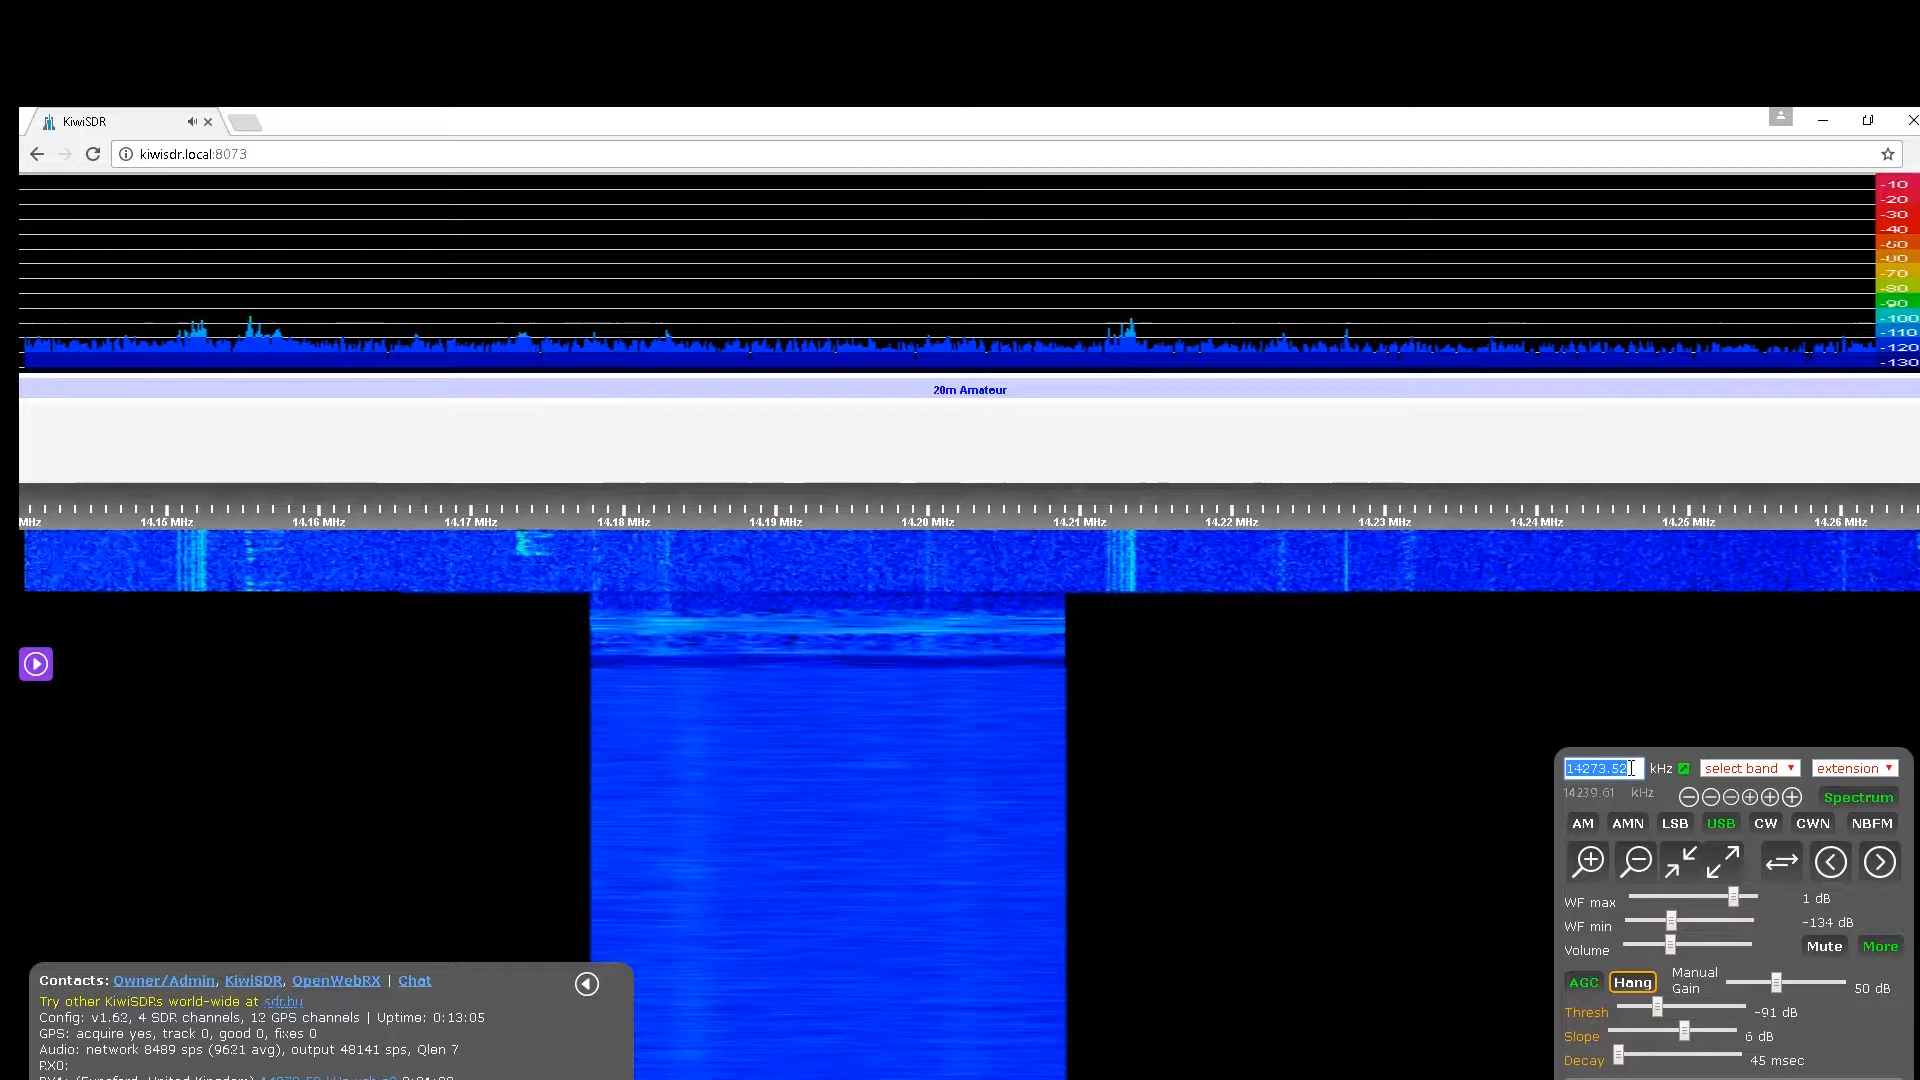 KiwiSDR
kiwisdr.local:8073
-10
-20
-30
-40
-70
-80
-90
-100
-110
-120
-130
20m Amateur
MHz 14.15 MHz 14.16 MHz 14.17 MHz 14.18 MHz 14.19 MHz 14.20 MHz 14.21 MHz 14.22 MHz 14.23 MHz 14.24 MHz 14.25 MHz 14.26 MHz
14273.52 kHz select band extension
14239.61 kHz Spectrum
AM AMN LSB USB CW CWN NBFM
WF max 1 dB
WF min -134 dB
Volume Mute More
AGC Hang Manual Gain 50 dB
Thresh -91 dB
Slope 6 dB
Decay 45 msec
Contacts: Owner/Admin, KiwiSDR, OpenWebRX | Chat
Try other KiwiSDRs world-wide at sdr.hu
Config: v1.62, 4 SDR channels, 12 GPS channels | Uptime: 0:13:05
GPS: acquire yes, track 0, good 0, fixes 0
Audio: network 8489 sps (9621 avg), output 48141 sps, Qlen 7
RX0: